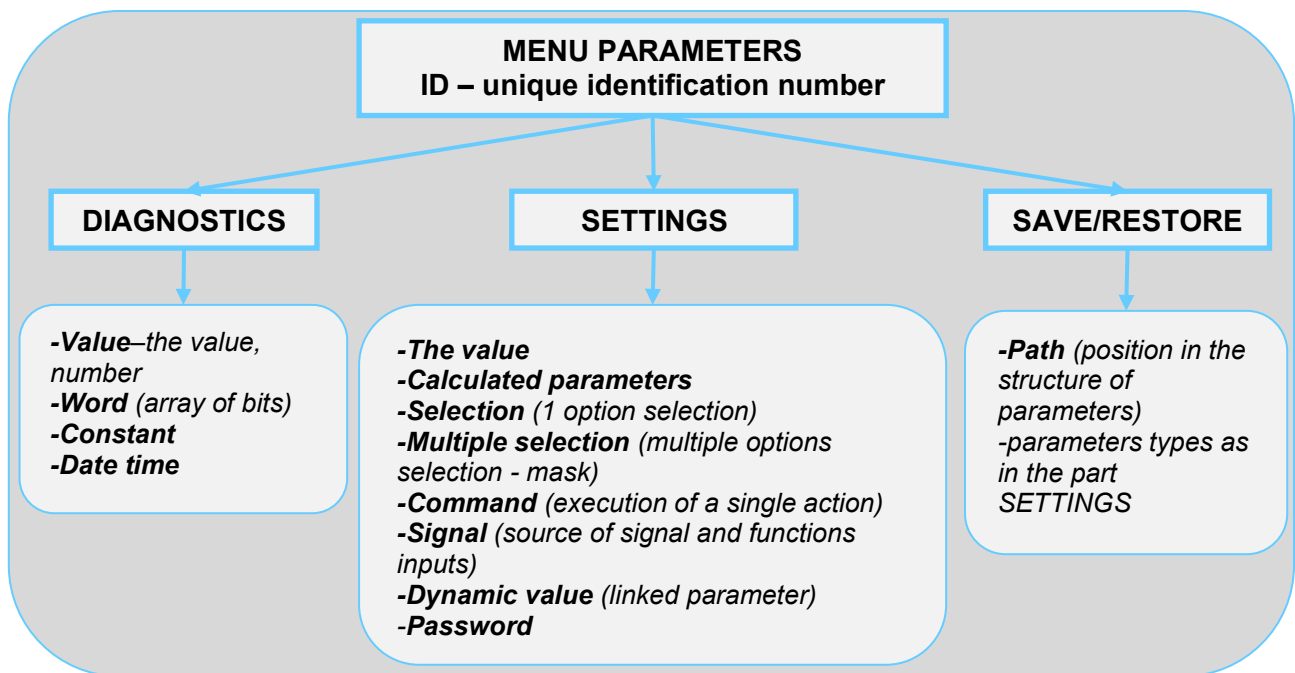 MENU PARAMETERS
ID – unique identification number
DIAGNOSTICS
SETTINGS
SAVE/RESTORE
-Value–the value,
number
-Word (array of bits)
-Constant
-Date time
-The value
-Calculated parameters
-Selection (1 option selection)
-Multiple selection (multiple options
selection - mask)
-Command (execution of a single action)
-Signal (source of signal and functions
inputs)
-Dynamic value (linked parameter)
-Password
-Path (position in the
structure of
parameters)
-parameters types as
in the part
SETTINGS